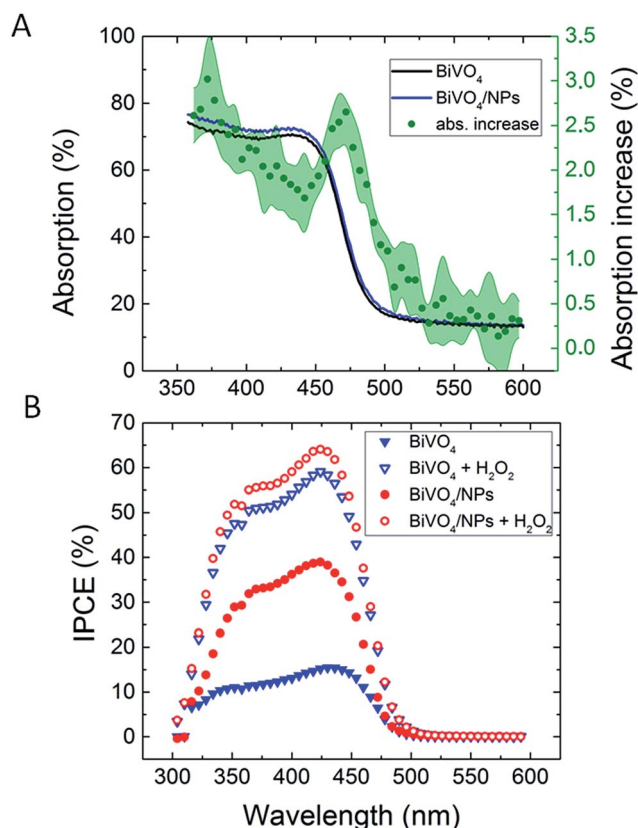 A
100
80
60
40
20
0
Absorption (%)
BiVO₄
BiVO₄/NPs
abs. increase
3.5
3.0
2.5
2.0
1.5
1.0
0.5
0.0
Absorption increase (%)
350 400 450 500 550 600
B
70
60
50
40
30
20
10
0
IPCE (%)
BiVO₄
BiVO₄ + H₂O₂
BiVO₄/NPs
BiVO₄/NPs + H₂O₂
300 350 400 450 500 550 600
Wavelength (nm)